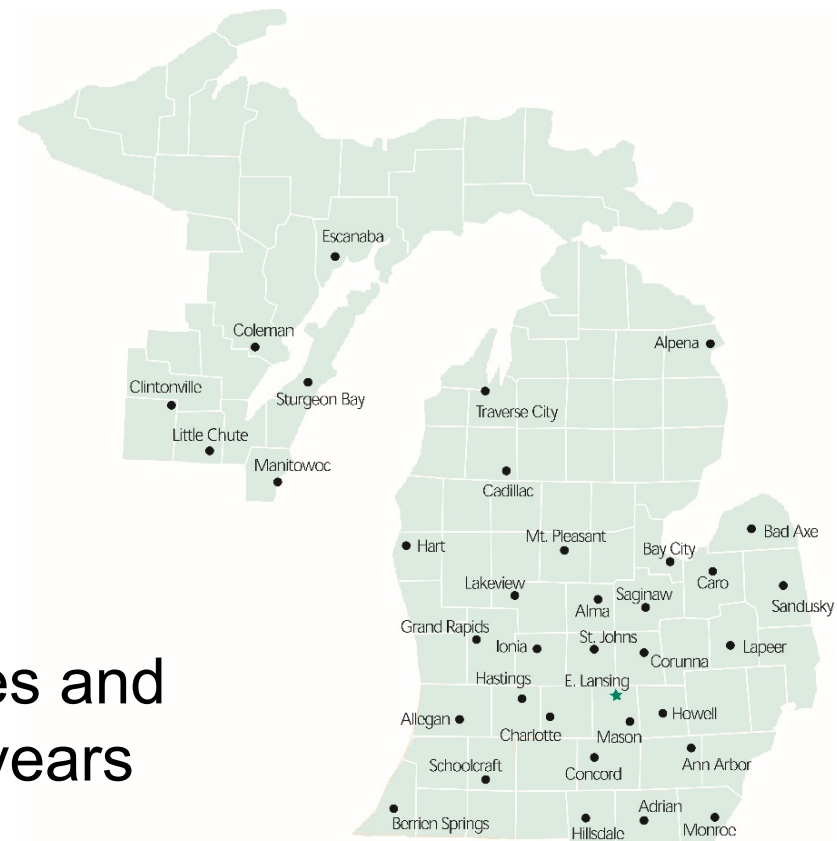 Escanaba
Coleman
Alpena
Clintonville
Sturgeon Bay
Traverse City
Little Chute
Manitowoc
Cadillac
Bad Axe
Mt. Pleasant
Hart
Bay City
Lakeview
Caro
Saginaw
Alma
Sandusky
Grand Rapids
St. Johns
Ionia
Lapeer
Corunna
Hastings
E. Lansing
es and
Allegan
Howell
Charlotte
Mason
years
Schoolcraft
Concord
Ann Arbor
Adrian
Berrien Springs
Hillsdale
Monroe